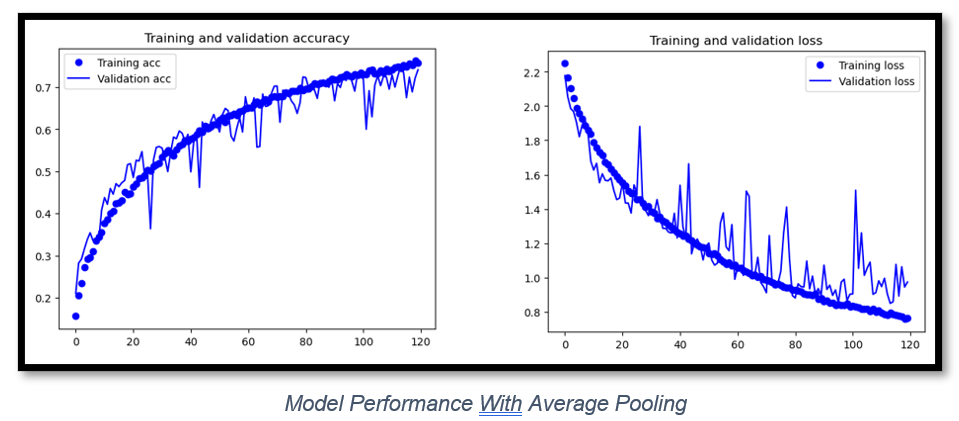 Training and validation accuracy
Training acc
Validation acc
0.7
0.6
0.5
0.4
0.3
0.2
0 20 40 60 80 100 120
Training and validation loss
Training loss
Validation loss
2.2
2.0
1.8
1.6
1.4
1.2
1.0
0.8
0 20 40 60 80 100 120
Model Performance With Average Pooling